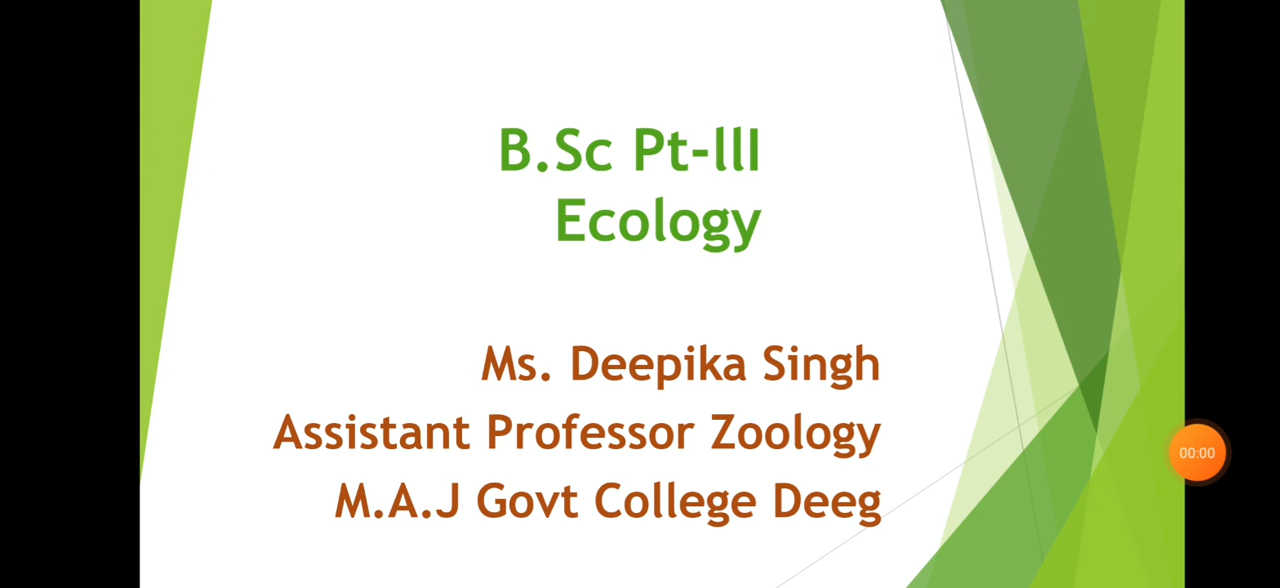 B.Sc Pt-lll
Ecology
Ms. Deepika Singh
Assistant Professor Zoology
M.A.J Govt College Deeg
00:00